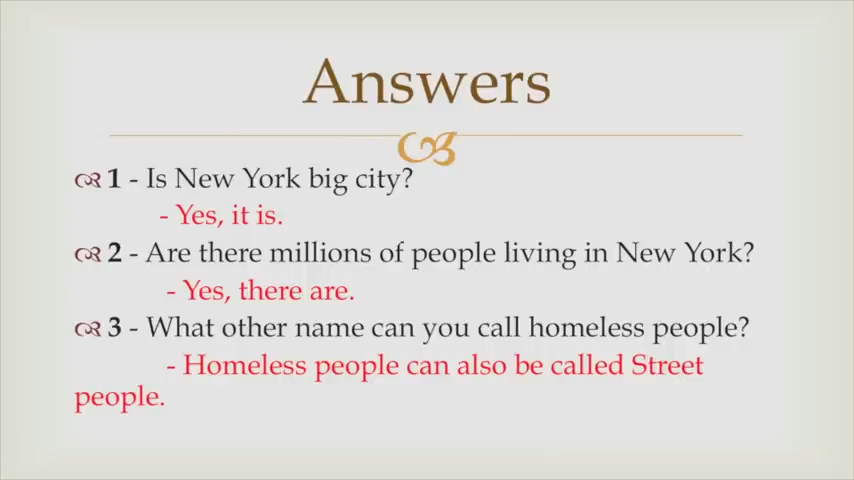 Answers
1 - Is New York big city?
- Yes, it is.
2 - Are there millions of people living in New York?
- Yes, there are.
3 - What other name can you call homeless people?
- Homeless people can also be called Street
people.